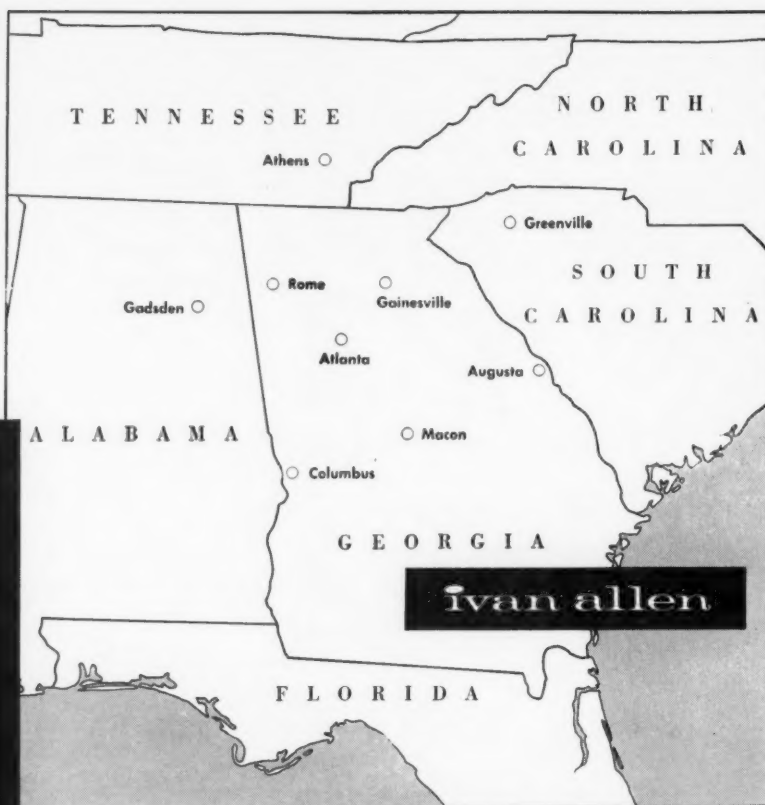 TENNESSEE
NORTH
CAROLINA
Athens
Greenville
SOUTH
CAROLINA
Rome
Gainesville
Gadsden
Atlanta
Augusta
ALABAMA
Macon
Columbus
GEORGIA
ivan allen
FLORIDA